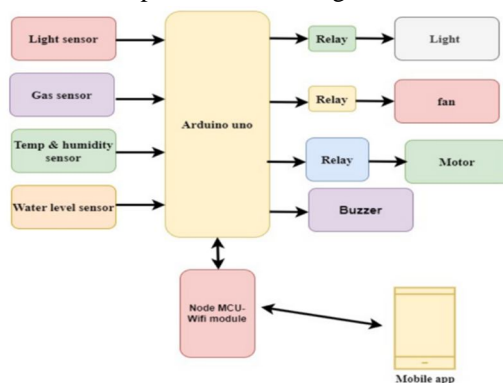 Light sensor
Gas sensor
Temp & humidity
sensor
Water level sensor
Arduino uno
Relay
Light
Relay
fan
Relay
Motor
Buzzer
Node MCU-
Wifi module
Mobile app